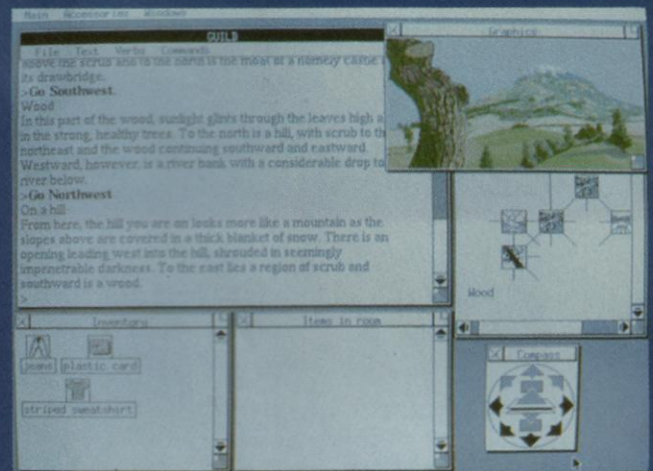 Main Accessories Windows
GUILD
File Text Verbs Commands
above the scrub and to the north is the moat of a homely castle
its drawbridge.
>Go Southwest.
Wood
In this part of the wood, sunlight glints through the leaves high
in the strong, healthy trees. To the north is a hill, with scrub to th
northeast and the wood continuing southward and eastward.
Westward, however, is a river bank with a considerable drop to
river below.
>Go Northwest
On a hill
From here, the hill you are on looks more like a mountain as the
slopes above are covered in a thick blanket of snow. There is an
opening leading west into the hill, shrouded in seemingly
impenetrable darkness. To the east lies a region of scrub and
southward is a wood.
>
Graphics
Wood
Inventory
jeans plastic card
striped sweatshirt
Items in room
Compass